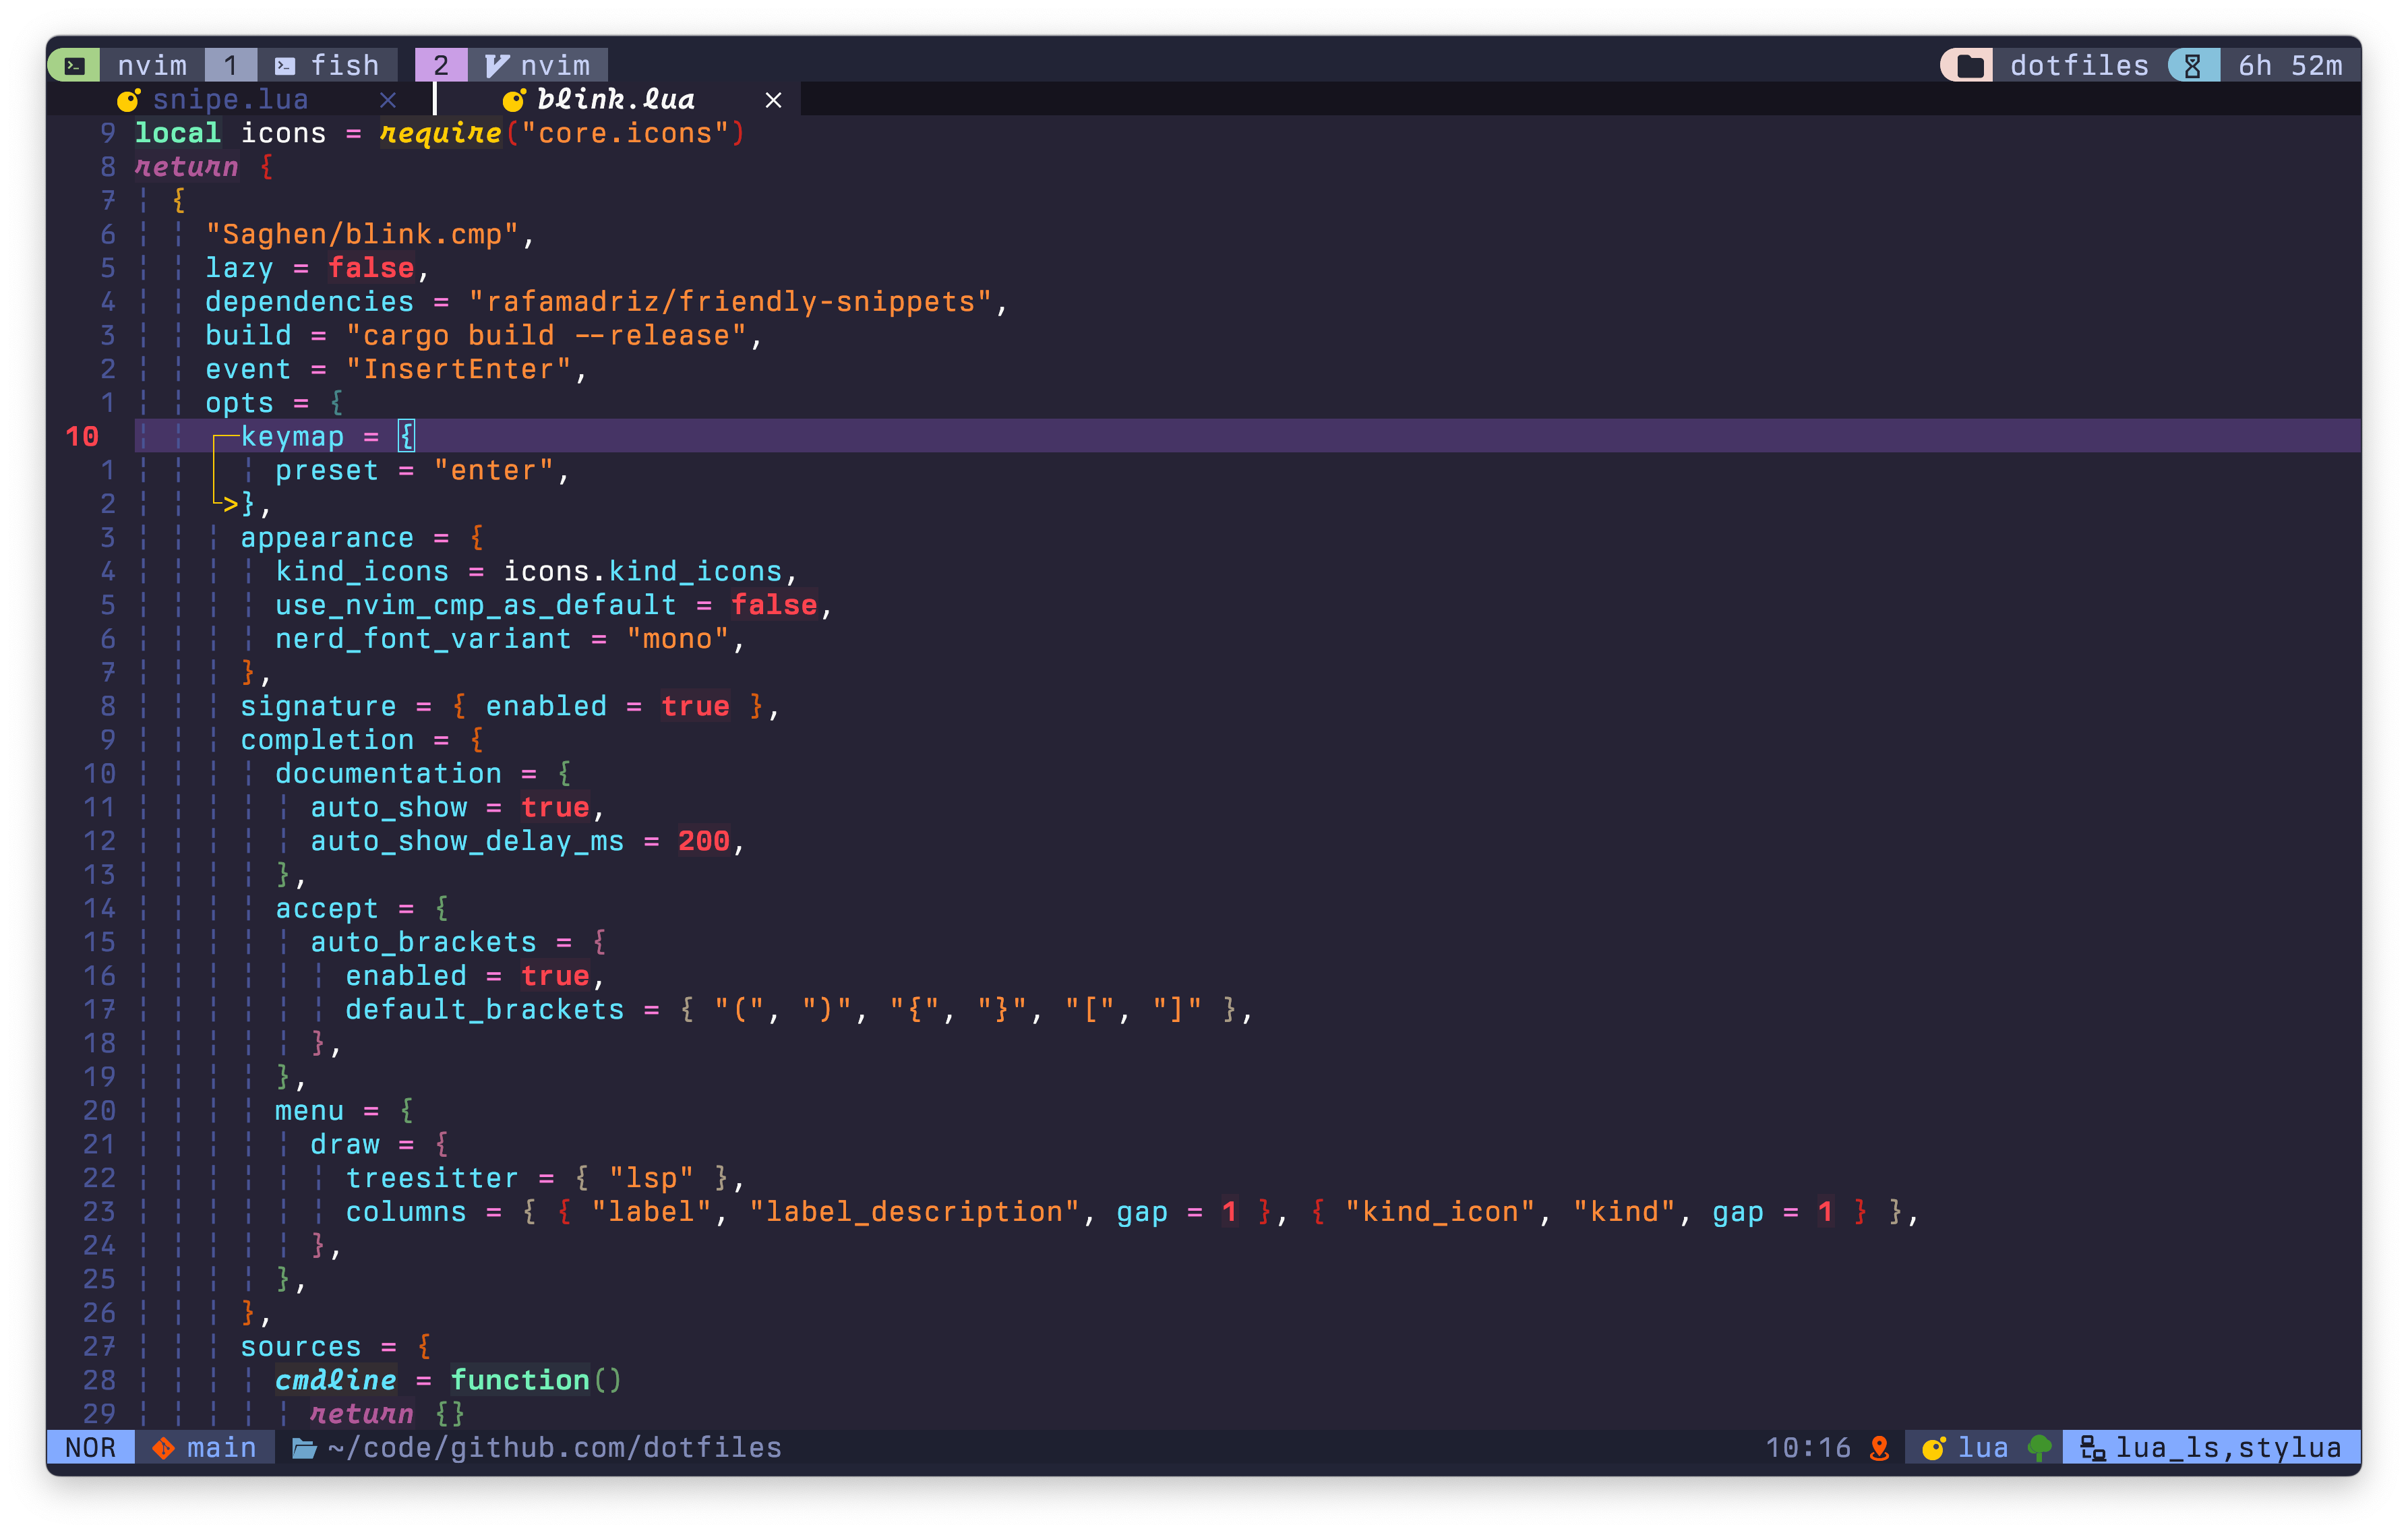 nvim 1 fish 2 nvim dotfiles 6h 52m
snipe.lua × blink.lua ×
9 local icons = require("core.icons")
8 return {
7 {
6 "Saghen/blink.cmp",
5 lazy = false,
4 dependencies = "rafamadriz/friendly-snippets",
3 build = "cargo build --release",
2 event = "InsertEnter",
1 opts = {
10 keymap = {
1 preset = "enter",
2 >},
3 appearance = {
4 kind_icons = icons.kind_icons,
5 use_nvim_cmp_as_default = false,
6 nerd_font_variant = "mono",
7 },
8 signature = { enabled = true },
9 completion = {
10 documentation = {
11 auto_show = true,
12 auto_show_delay_ms = 200,
13 },
14 accept = {
15 auto_brackets = {
16 enabled = true,
17 default_brackets = { "(", ")", "{", "}", "[", "]" },
18 },
19 },
20 menu = {
21 draw = {
22 treesitter = { "lsp" },
23 columns = { { "label", "label_description", gap = 1 }, { "kind_icon", "kind", gap = 1 } },
24 },
25 },
26 },
27 sources = {
28 cmdline = function()
29 return {}
NOR main ~/code/github.com/dotfiles 10:16 lua lua_ls,stylua